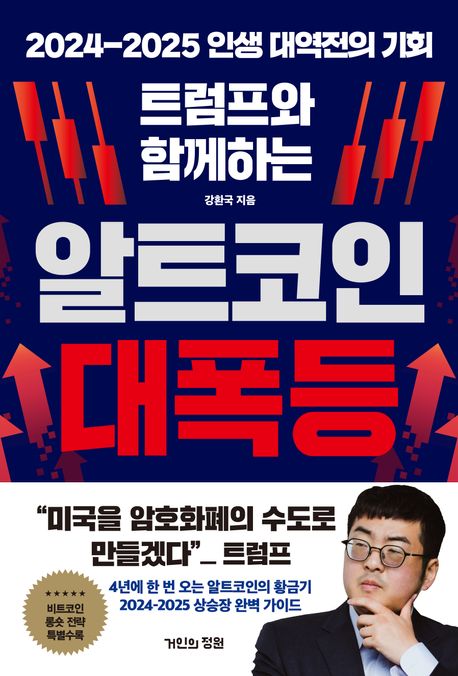 2024–2025 인생 대역전의 기회
트럼프와
함께하는
강환국 지음
알트코인
대폭등
“미국을 암호화폐의 수도로
만들겠다”_ 트럼프
4년에 한 번 오는 알트코인의 황금기
2024-2025 상승장 완벽 가이드
★★★★★
비트코인
롱숏 전략
특별수록
거인의 정원